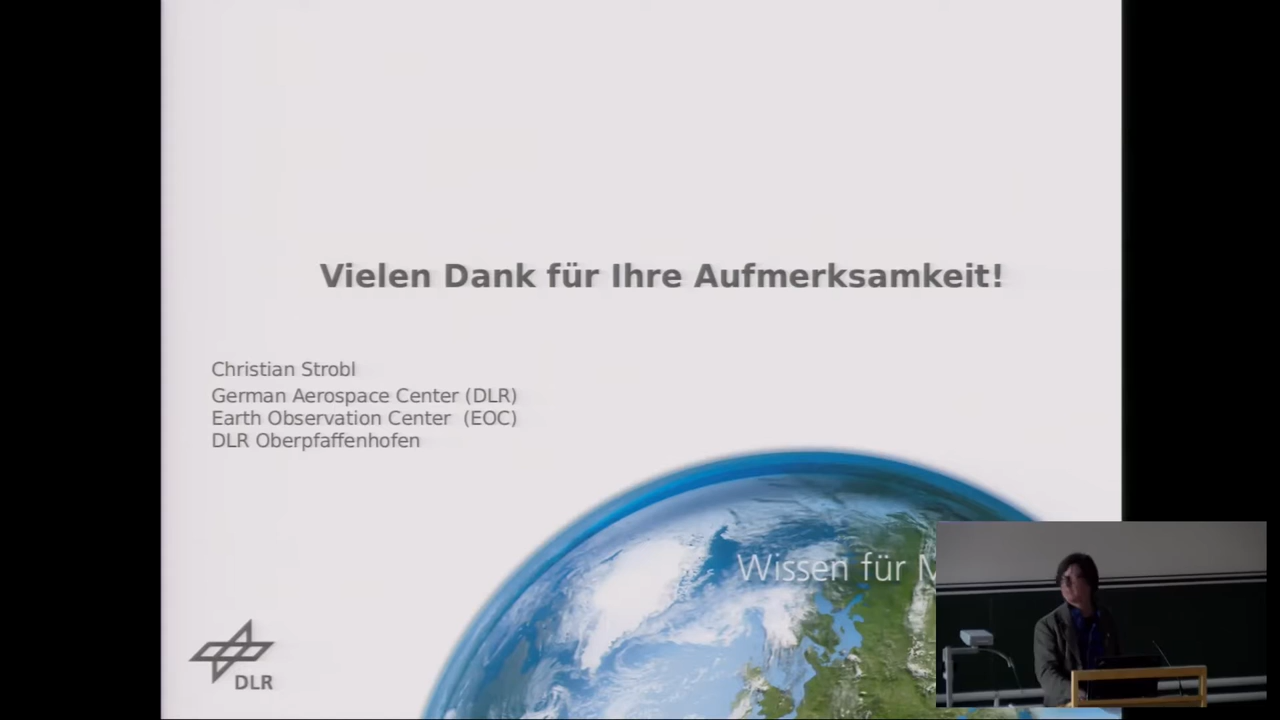 Vielen Dank für Ihre Aufmerksamkeit!
Christian Strobl
German Aerospace Center (DLR)
Earth Observation Center (EOC)
DLR Oberpfaffenhofen
Wissen für
DLR